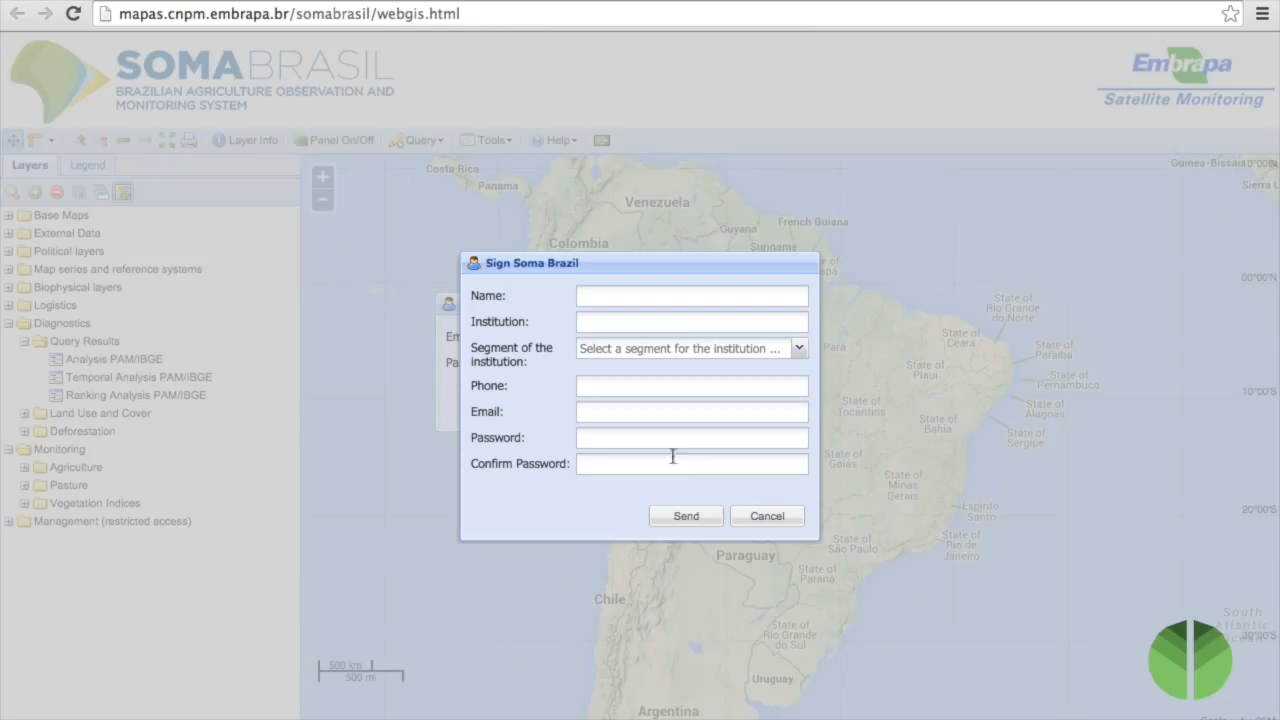 mapas.cnpm.embrapa.br/somabrasil/webgis.html
SOMABRASIL
BRAZILIAN AGRICULTURE OBSERVATION AND
MONITORING SYSTEM
Embrapa
Satellite Monitoring
Layer Info
Panel On/Off
Query
Tools
Help
Layers
Legend
Base Maps
External Data
Political layers
Map series and reference systems
Biophysical layers
Logistics
Diagnostics
Query Results
Analysis PAM/IBGE
Temporal Analysis PAM/IBGE
Ranking Analysis PAM/IBGE
Land Use and Cover
Deforestation
Monitoring
Agriculture
Pasture
Vegetation Indices
Management (restricted access)
Costa Rica
Panama
Venezuela
Guyana
French Guiana
Suriname
Colombia
Guinea-Bissau
Sierra L
00°00'N
00°00'N
10°00'S
20°00'S
Em
Pa
Sign Soma Brazil
Name:
Institution:
Segment of the
institution:
Select a segment for the institution ...
Phone:
Email:
Password:
Confirm Password:
Send
Cancel
State of
Rio Grande
do Norte
State of
Ceará
State of
Paraíba
State of
Piauí
State of
Pernambuco
State of
Tocantins
State of
Alagoas
State of
Bahia
State of
Sergipe
State of
Goiás
State of
Minas
Gerais
Espírito
Santo
State of
Rio de
Janeiro
State of
São Paulo
Paraguay
State of
Paraná
Chile
State of
Rio Grande
do Sul
Uruguay
Argentina
South
Atlantic
500 km
500 mi